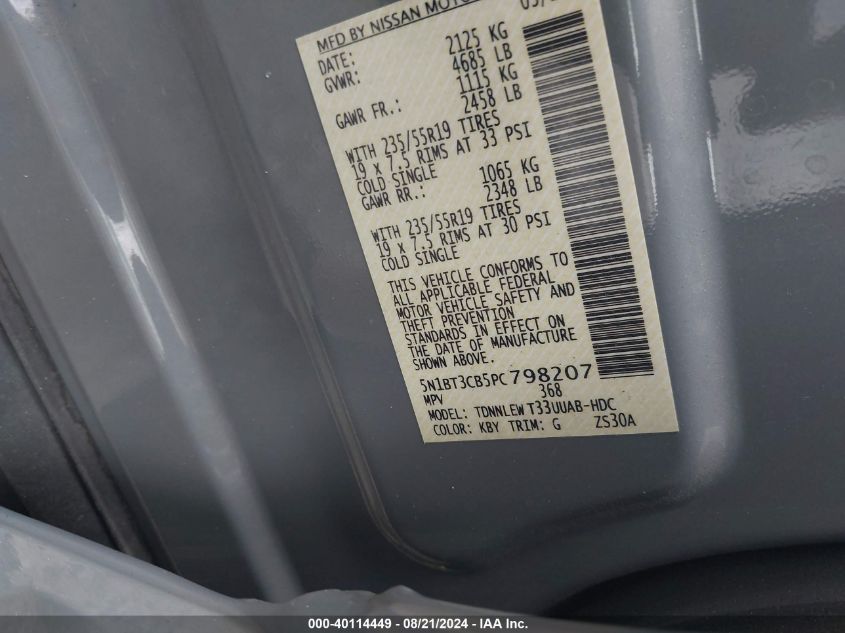 MFD BY NISSAN MOTOR
DATE:
GVWR: 2125 KG
4685 LB
GAWR FR.: 1115 KG
2458 LB
WITH 235/55R19 TIRES
19 x 7.5 RIMS AT 33 PSI
COLD SINGLE
GAWR RR.: 1065 KG
2348 LB
WITH 235/55R19 TIRES
19 x 7.5 RIMS AT 30 PSI
COLD SINGLE
THIS VEHICLE CONFORMS TO
ALL APPLICABLE FEDERAL
MOTOR VEHICLE SAFETY AND
THEFT PREVENTION
STANDARDS IN EFFECT ON
THE DATE OF MANUFACTURE
SHOWN ABOVE.
5N1BT3CB5PC798207
MPV 368
MODEL: TDNNLEW T33UUAB-HDC
COLOR: KBY TRIM: G ZS30A
000-40114449 - 08/21/2024 - IAA, Inc.